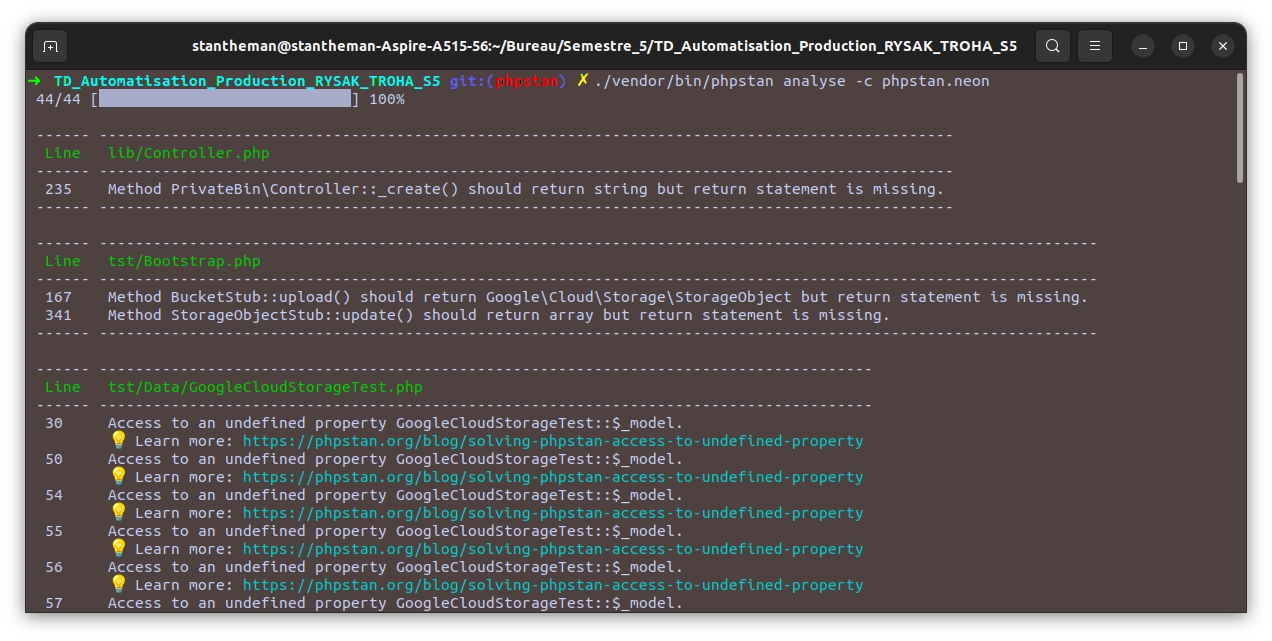 stantheman@stantheman-Aspire-A515-56:~/Bureau/Semestre_5/TD_Automatisation_Production_RYSAK_TROHA_S5
➜ TD_Automatisation_Production_RYSAK_TROHA_S5 git:(phpstan) ✗ ./vendor/bin/phpstan analyse -c phpstan.neon
44/44 [ ] 100%
------ -----------------------------------------------------------------------------------------------
Line lib/Controller.php
------ -----------------------------------------------------------------------------------------------
235 Method PrivateBin\Controller::_create() should return string but return statement is missing.
------ -----------------------------------------------------------------------------------------------
------ ---------------------------------------------------------------------------------------------------------------
Line tst/Bootstrap.php
------ ---------------------------------------------------------------------------------------------------------------
167 Method BucketStub::upload() should return Google\Cloud\Storage\StorageObject but return statement is missing.
341 Method StorageObjectStub::update() should return array but return statement is missing.
------ ---------------------------------------------------------------------------------------------------------------
------ --------------------------------------------------------------------------------------
Line tst/Data/GoogleCloudStorageTest.php
------ --------------------------------------------------------------------------------------
30 Access to an undefined property GoogleCloudStorageTest::$_model.
💡 Learn more: https://phpstan.org/blog/solving-phpstan-access-to-undefined-property
50 Access to an undefined property GoogleCloudStorageTest::$_model.
💡 Learn more: https://phpstan.org/blog/solving-phpstan-access-to-undefined-property
54 Access to an undefined property GoogleCloudStorageTest::$_model.
💡 Learn more: https://phpstan.org/blog/solving-phpstan-access-to-undefined-property
55 Access to an undefined property GoogleCloudStorageTest::$_model.
💡 Learn more: https://phpstan.org/blog/solving-phpstan-access-to-undefined-property
56 Access to an undefined property GoogleCloudStorageTest::$_model.
💡 Learn more: https://phpstan.org/blog/solving-phpstan-access-to-undefined-property
57 Access to an undefined property GoogleCloudStorageTest::$_model.